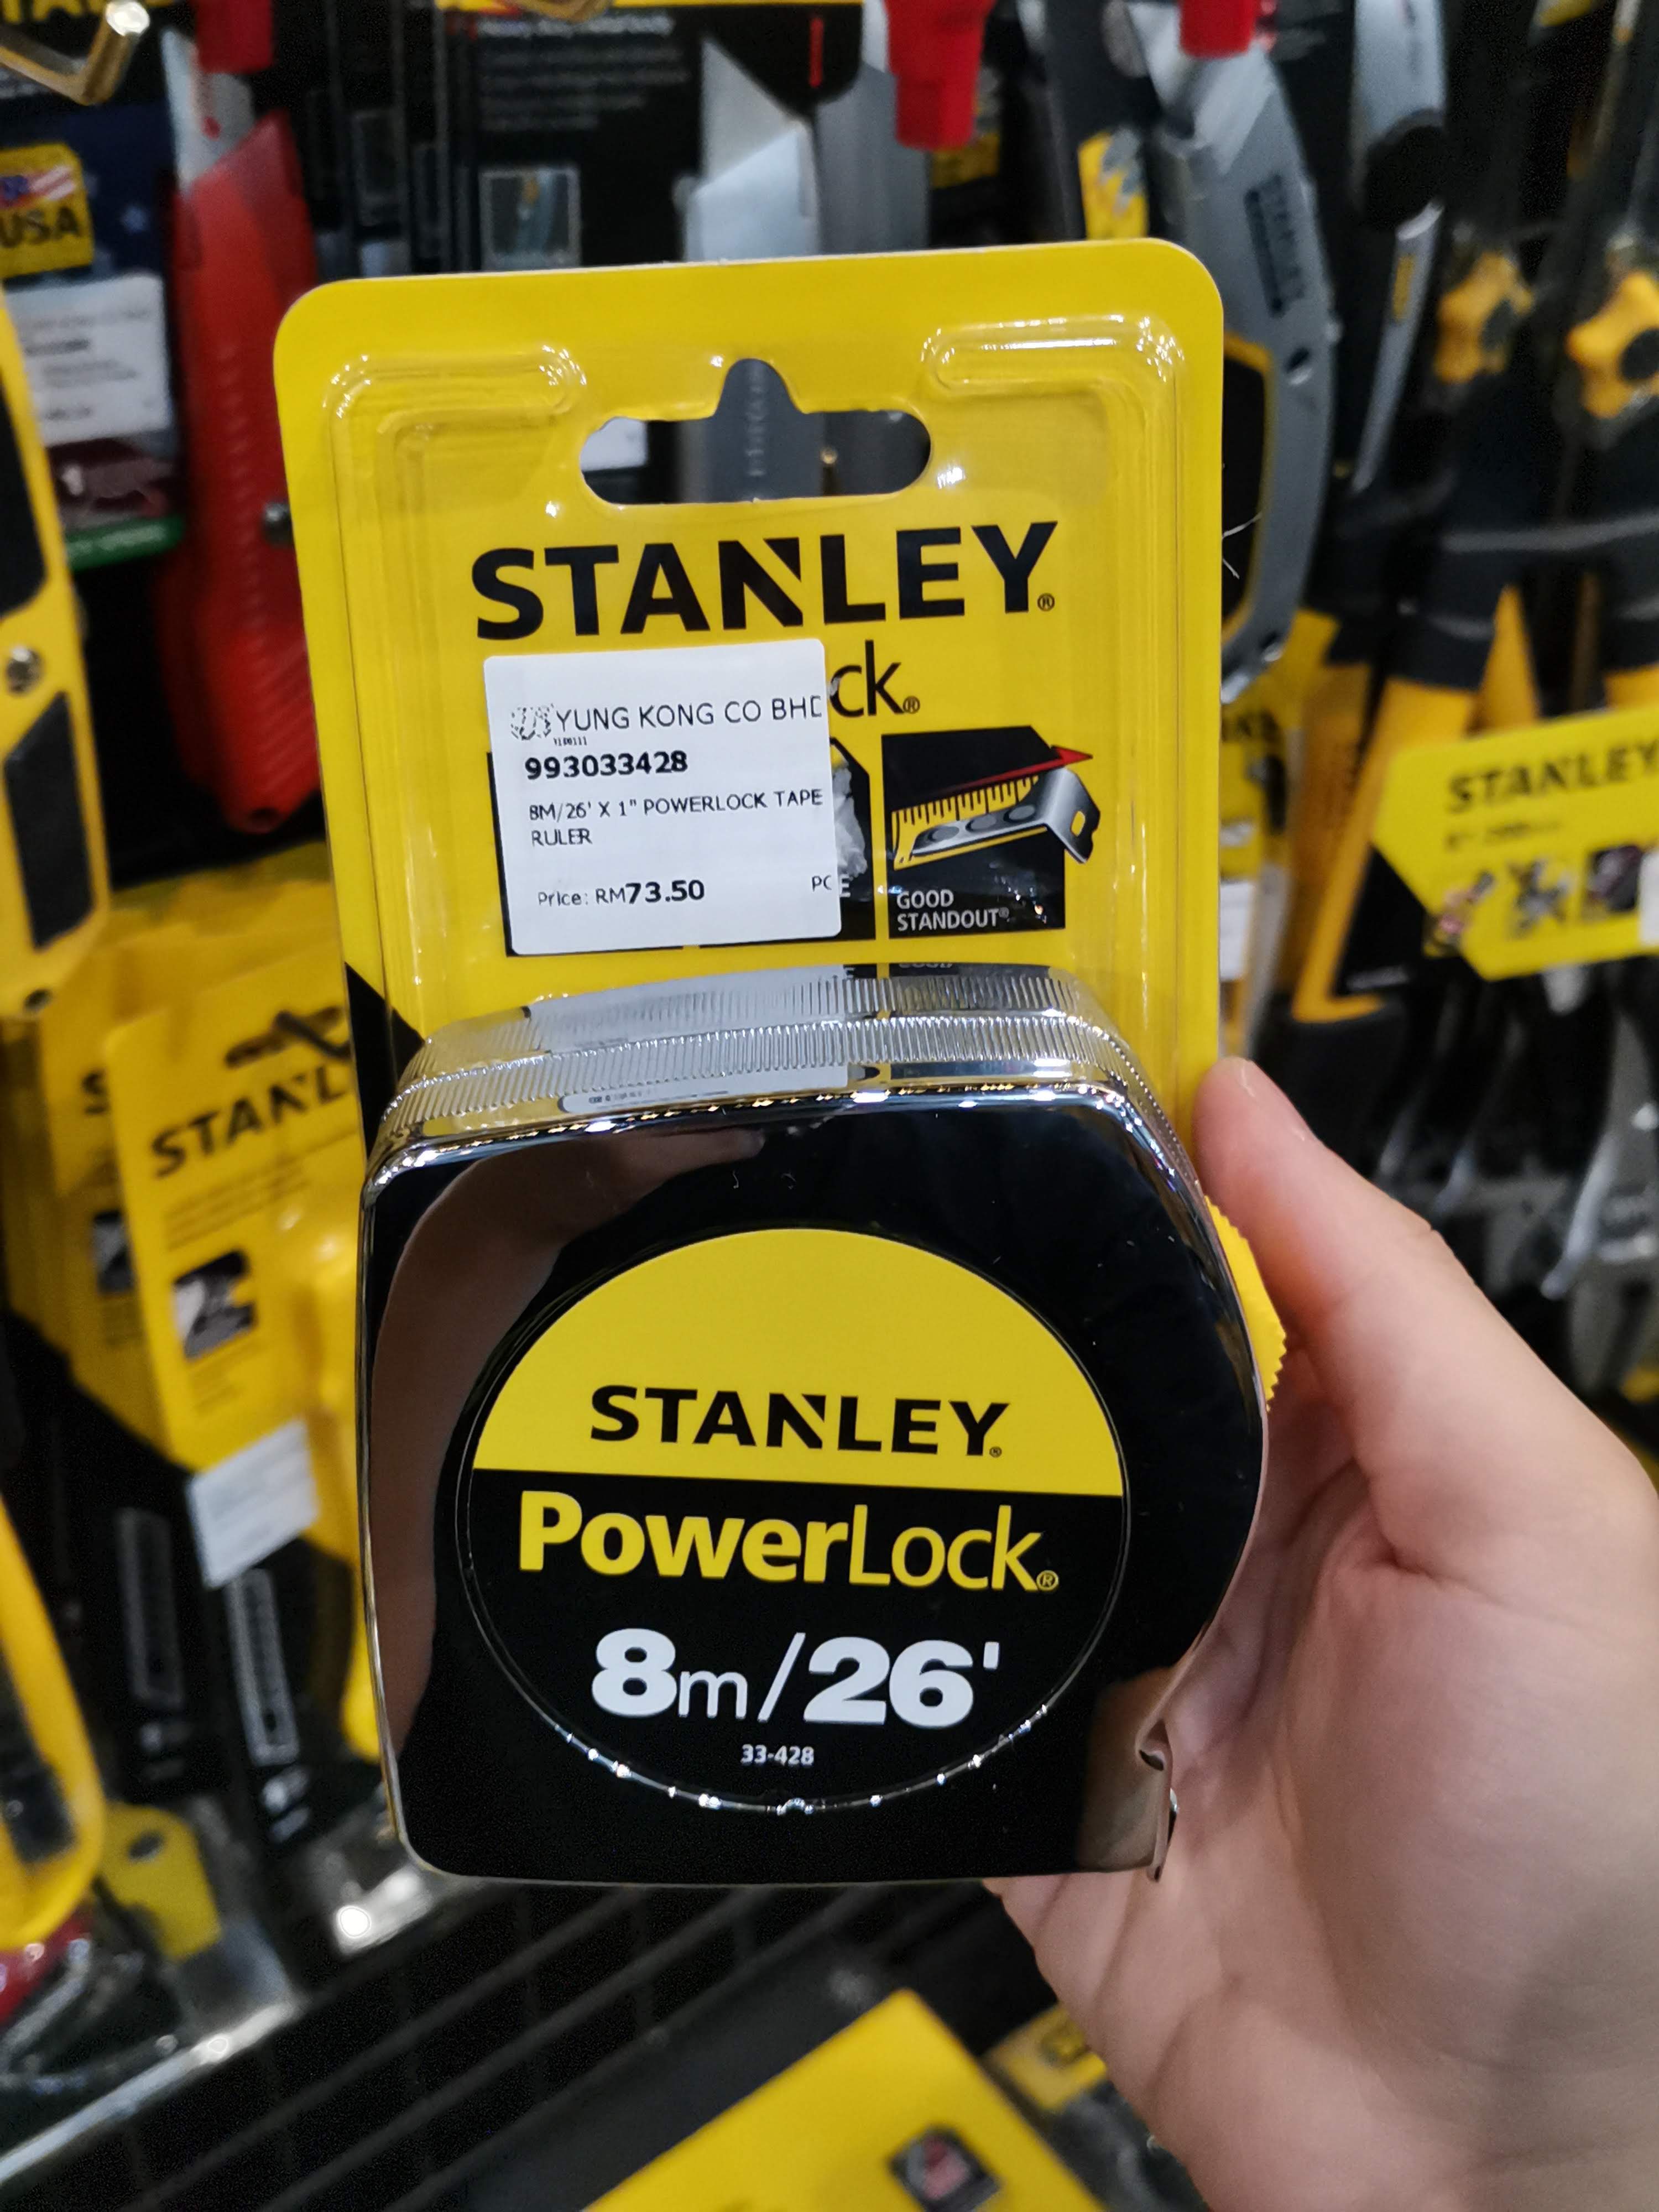 USA
STANLEY®
ck®
YUNG KONG CO BHD
993033428
8M/26' X 1" POWERLOCK TAPE
RULER
Price: RM73.50
PC
GOOD
STANDOUT®
STANLEY
STANL
STANLEY®
PowerLock®
8m/26'
33-428